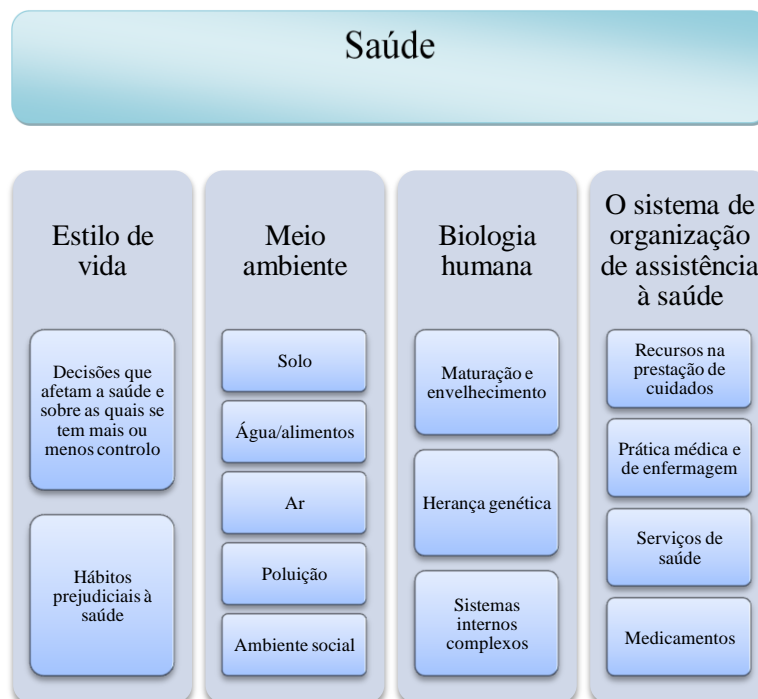 Saúde
Estilo de
vida
Decisões que
afetam a saúde e
sobre as quais se
tem mais ou
menos controlo
Hábitos
prejudiciais à
saúde
Meio
ambiente
Solo
Água/alimentos
Ar
Poluição
Ambiente social
Biologia
humana
Maturação e
envelhecimento
Herança genética
Sistemas
internos
complexos
O sistema de
organização
de assistência
à saúde
Recursos na
prestação de
cuidados
Prática médica e
de enfermagem
Serviços de
saúde
Medicamentos